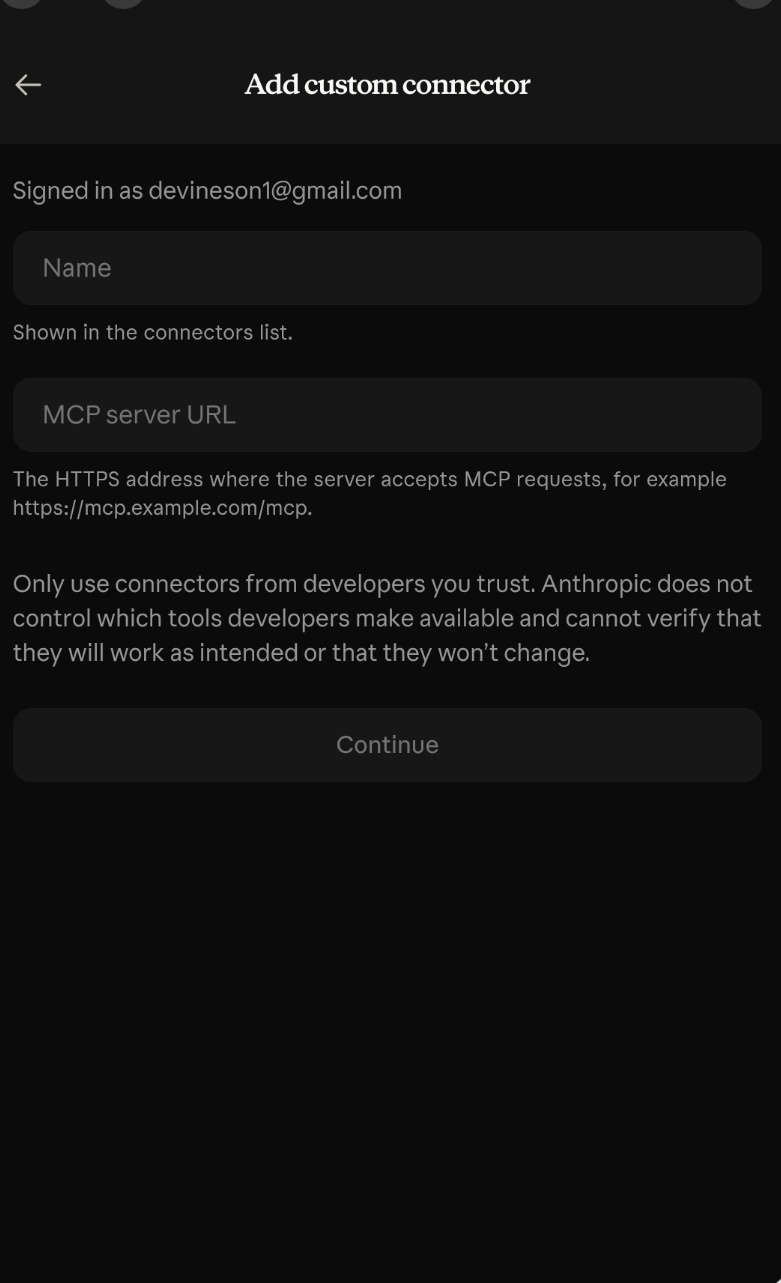 Add custom connector
Signed in as devineson1@gmail.com
Name
Shown in the connectors list.
MCP server URL
The HTTPS address where the server accepts MCP requests, for example
https://mcp.example.com/mcp.
Only use connectors from developers you trust. Anthropic does not
control which tools developers make available and cannot verify that
they will work as intended or that they won’t change.
Continue